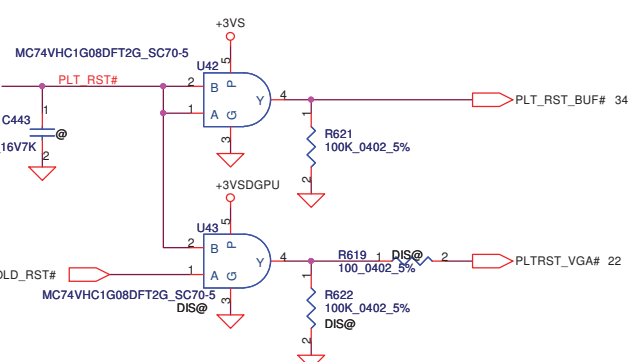 +3VS
MC74VHC1G08DFT2G_SC70-5
U42
5
PLT_RST#
2
B
P
Y
4
PLT_RST_BUF# 34
1
A
G
C443
1
@
_16V7K
2
3
1
R621
100K_0402_5%
2
+3VSDGPU
U43
5
2
B
P
Y
4
R619
1
DIS@
2
PLTRST_VGA# 22
100_0402_5%
OLD_RST#
1
A
G
MC74VHC1G08DFT2G_SC70-5
DIS@
3
1
R622
100K_0402_5%
DIS@
2